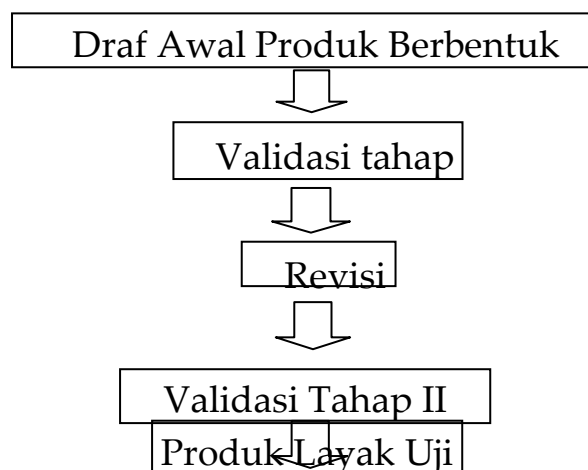 Draf Awal Produk Berbentuk
Validasi tahap
Revisi
Validasi Tahap II
Produk Layak Uji